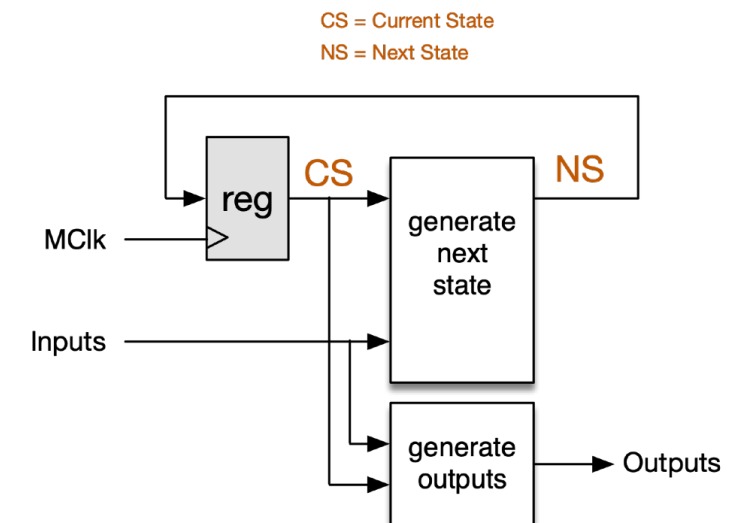 CS = Current State
NS = Next State
CS
NS
reg
generate
next
state
MClk
Inputs
generate
outputs
Outputs